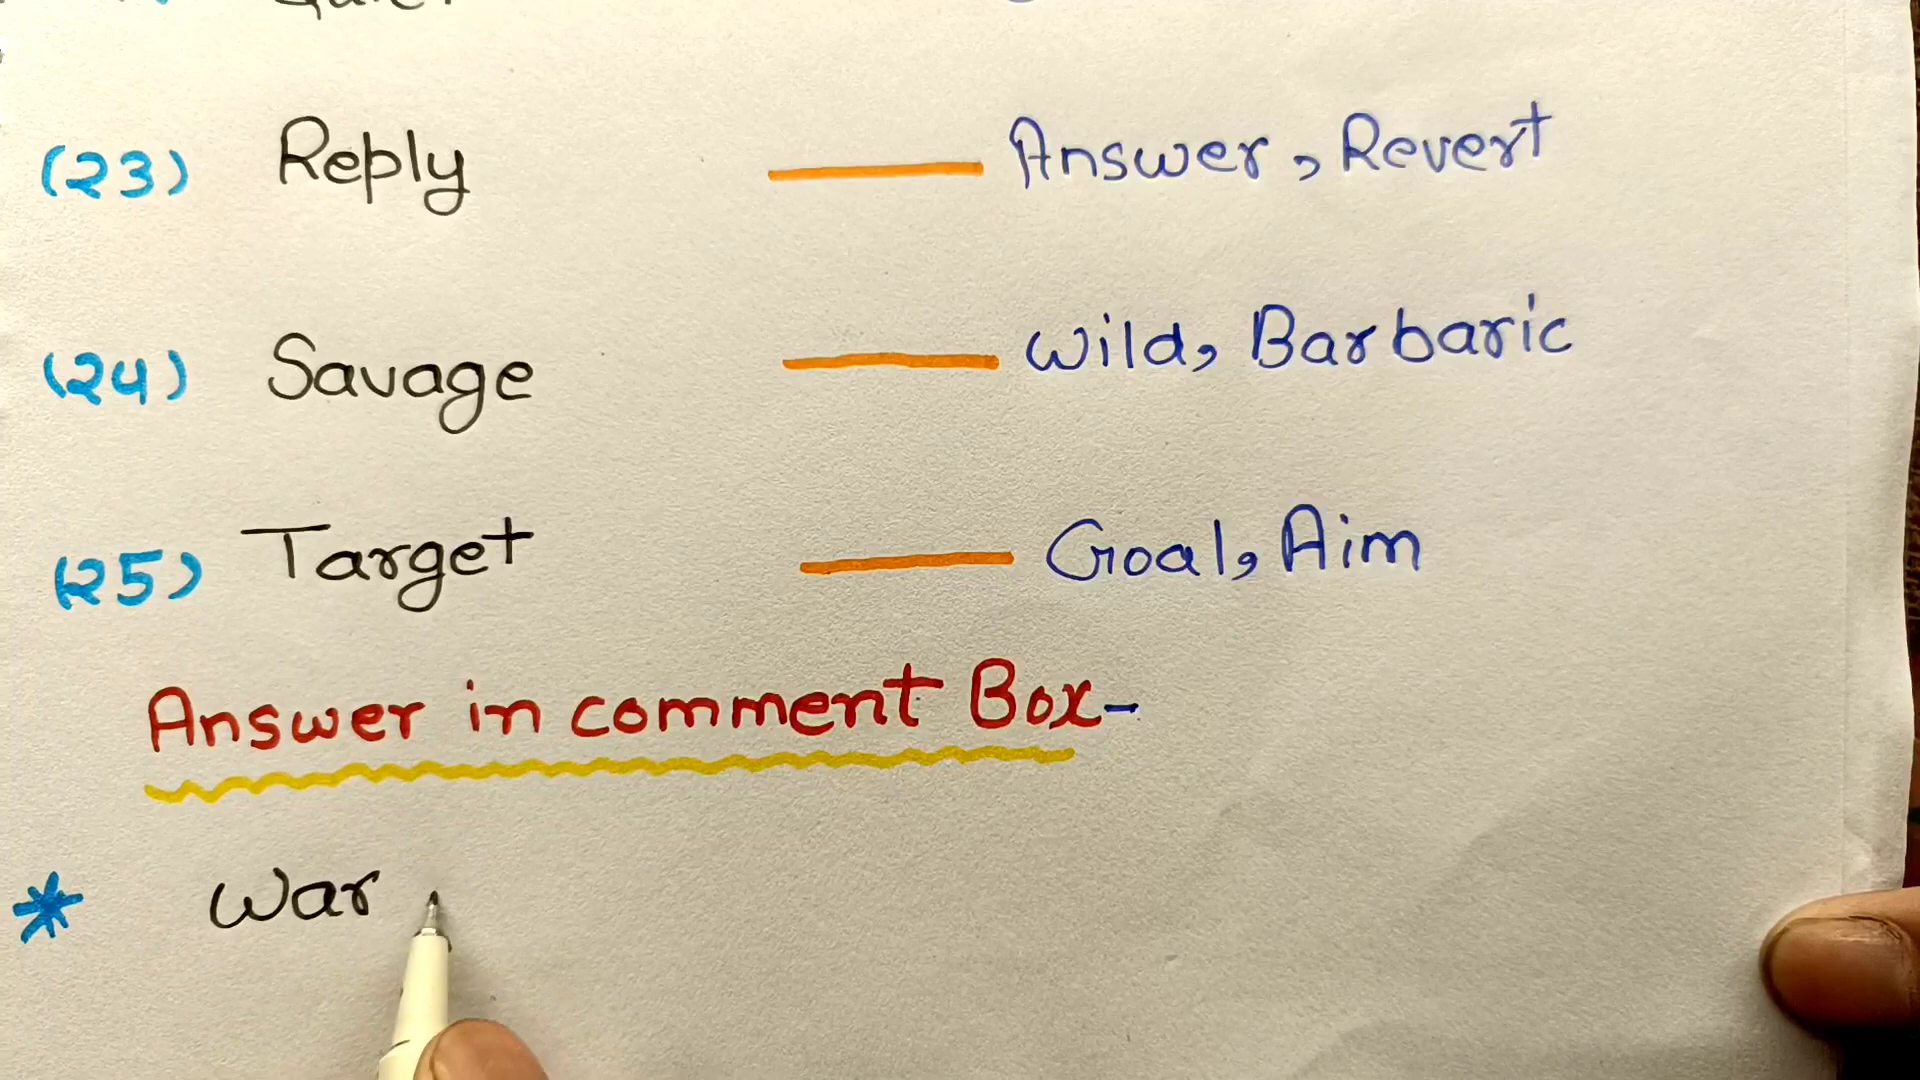 (23) Reply — Answer, Revert
(24) Savage — Wild, Barbaric
(25) Target — Goal, Aim
Answer in comment Box-
* War